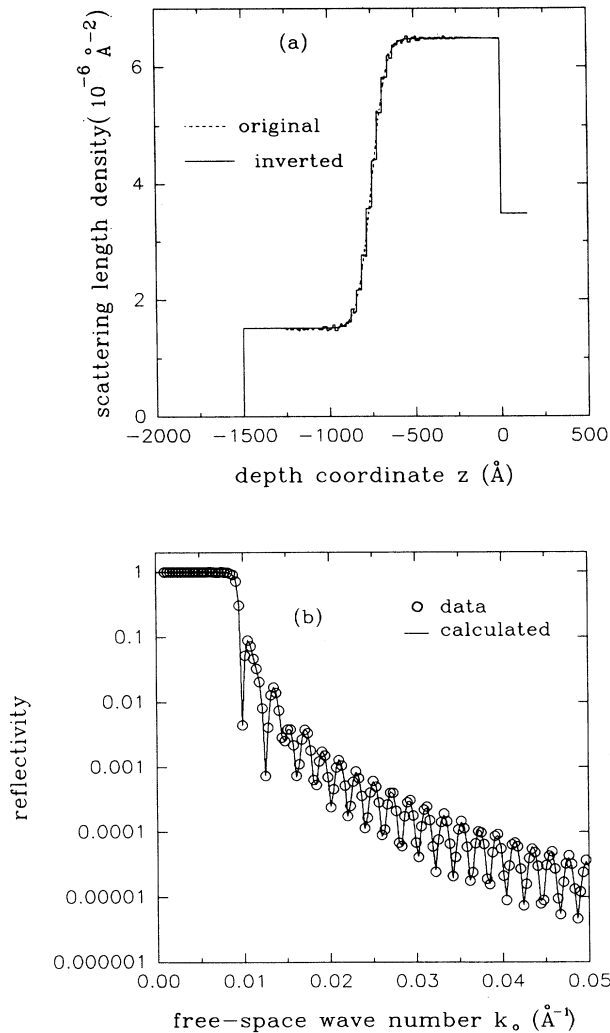 (a)
scattering length density(10⁻⁶ Å⁻²)
6
4
2
0
original
inverted
−2000 −1500 −1000 −500 0 500
depth coordinate z (Å)
(b)
data
calculated
reflectivity
1
0.1
0.01
0.001
0.0001
0.00001
0.000001
0.00 0.01 0.02 0.03 0.04 0.05
free-space wave number k₀ (Å⁻¹)